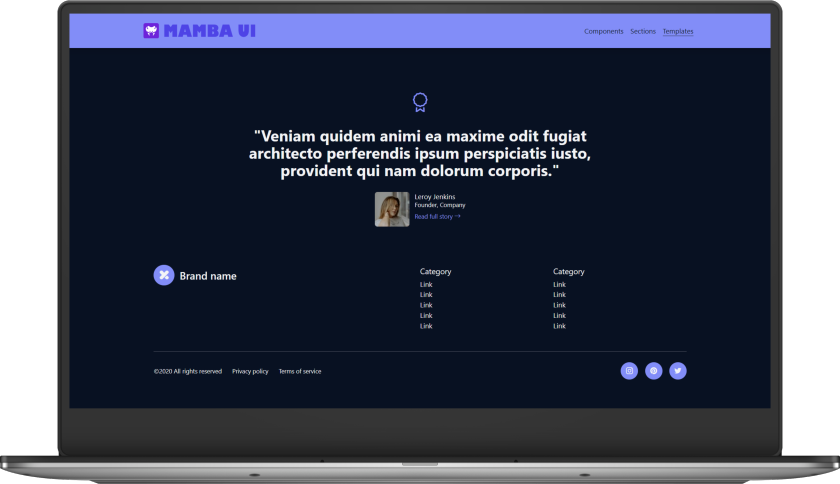 MAMBA UI
Components Sections Templates
"Veniam quidem animi ea maxime odit fugiat
architecto perferendis ipsum perspiciatis iusto,
provident qui nam dolorum corporis."
Leroy Jenkins
Founder, Company
Read full story →
Brand name
Category
Link
Link
Link
Link
Link
Category
Link
Link
Link
Link
Link
©2020 All rights reserved Privacy policy Terms of service